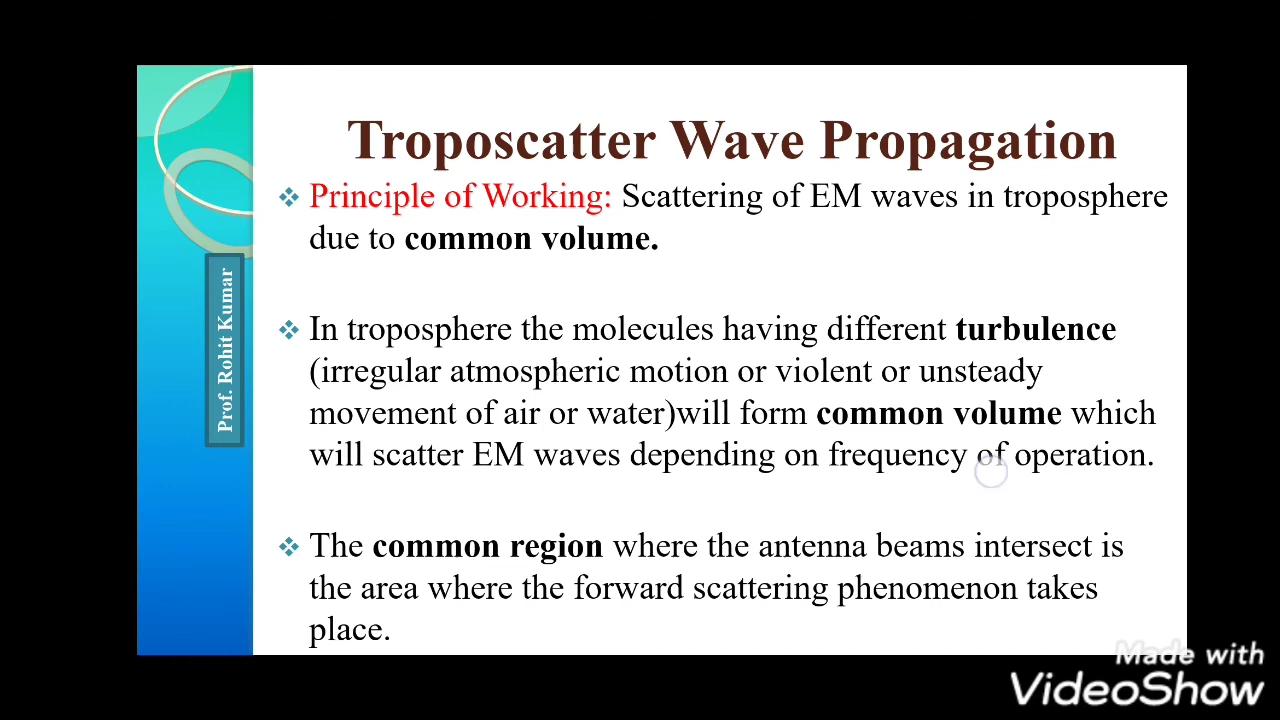 Troposcatter Wave Propagation
Principle of Working: Scattering of EM waves in troposphere
due to common volume.
In troposphere the molecules having different turbulence
(irregular atmospheric motion or violent or unsteady
movement of air or water)will form common volume which
will scatter EM waves depending on frequency of operation.
The common region where the antenna beams intersect is
the area where the forward scattering phenomenon takes
place.
Prof. Rohit Kumar
Made with
VideoShow